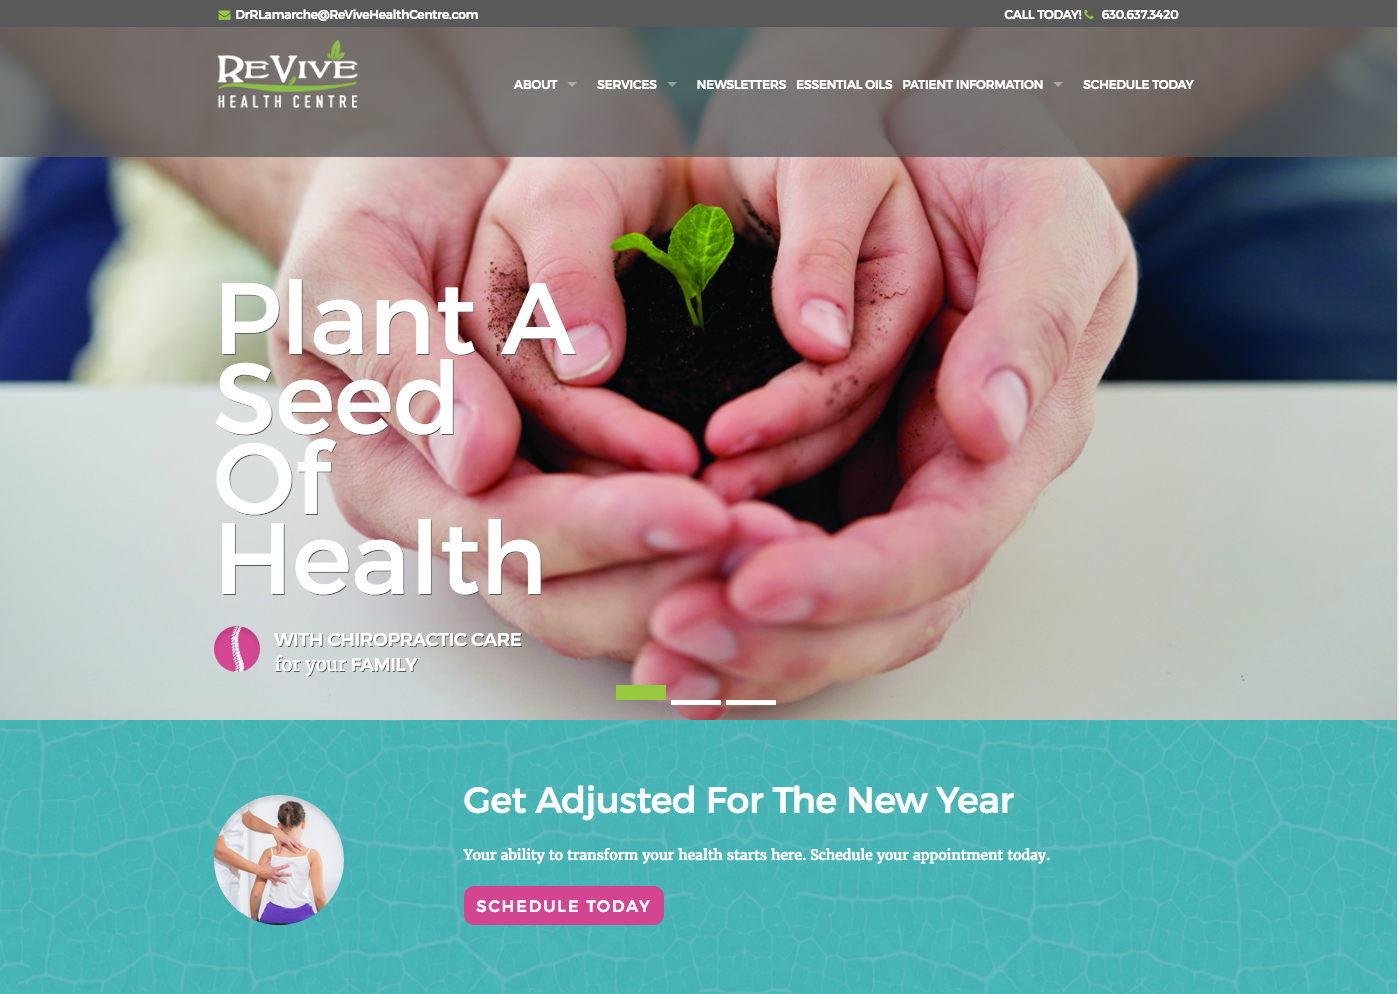 DrRLamarche@ReViveHealthCentre.com
CALL TODAY! 630.637.3420
REVIVE
HEALTH CENTRE
ABOUT SERVICES NEWSLETTERS ESSENTIAL OILS PATIENT INFORMATION SCHEDULE TODAY
Plant A
Seed
Of
Health
WITH CHIROPRACTIC CARE
for your FAMILY
Get Adjusted For The New Year
Your ability to transform your health starts here. Schedule your appointment today.
SCHEDULE TODAY